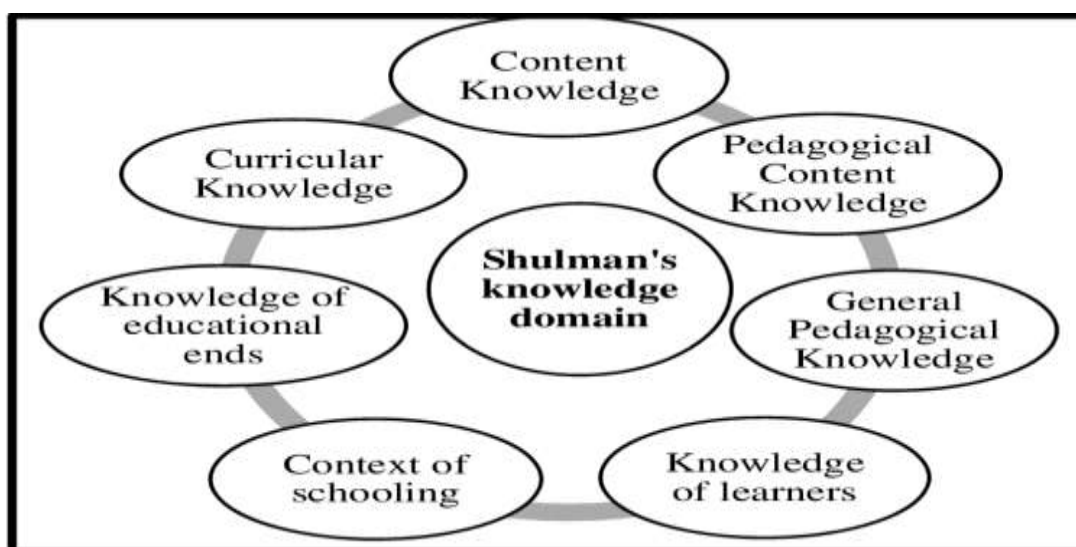 Content
Knowledge
Pedagogical
Content
Knowledge
General
Pedagogical
Knowledge
Knowledge
of learners
Context of
schooling
Knowledge of
educational
ends
Curricular
Knowledge
Shulman's
knowledge
domain